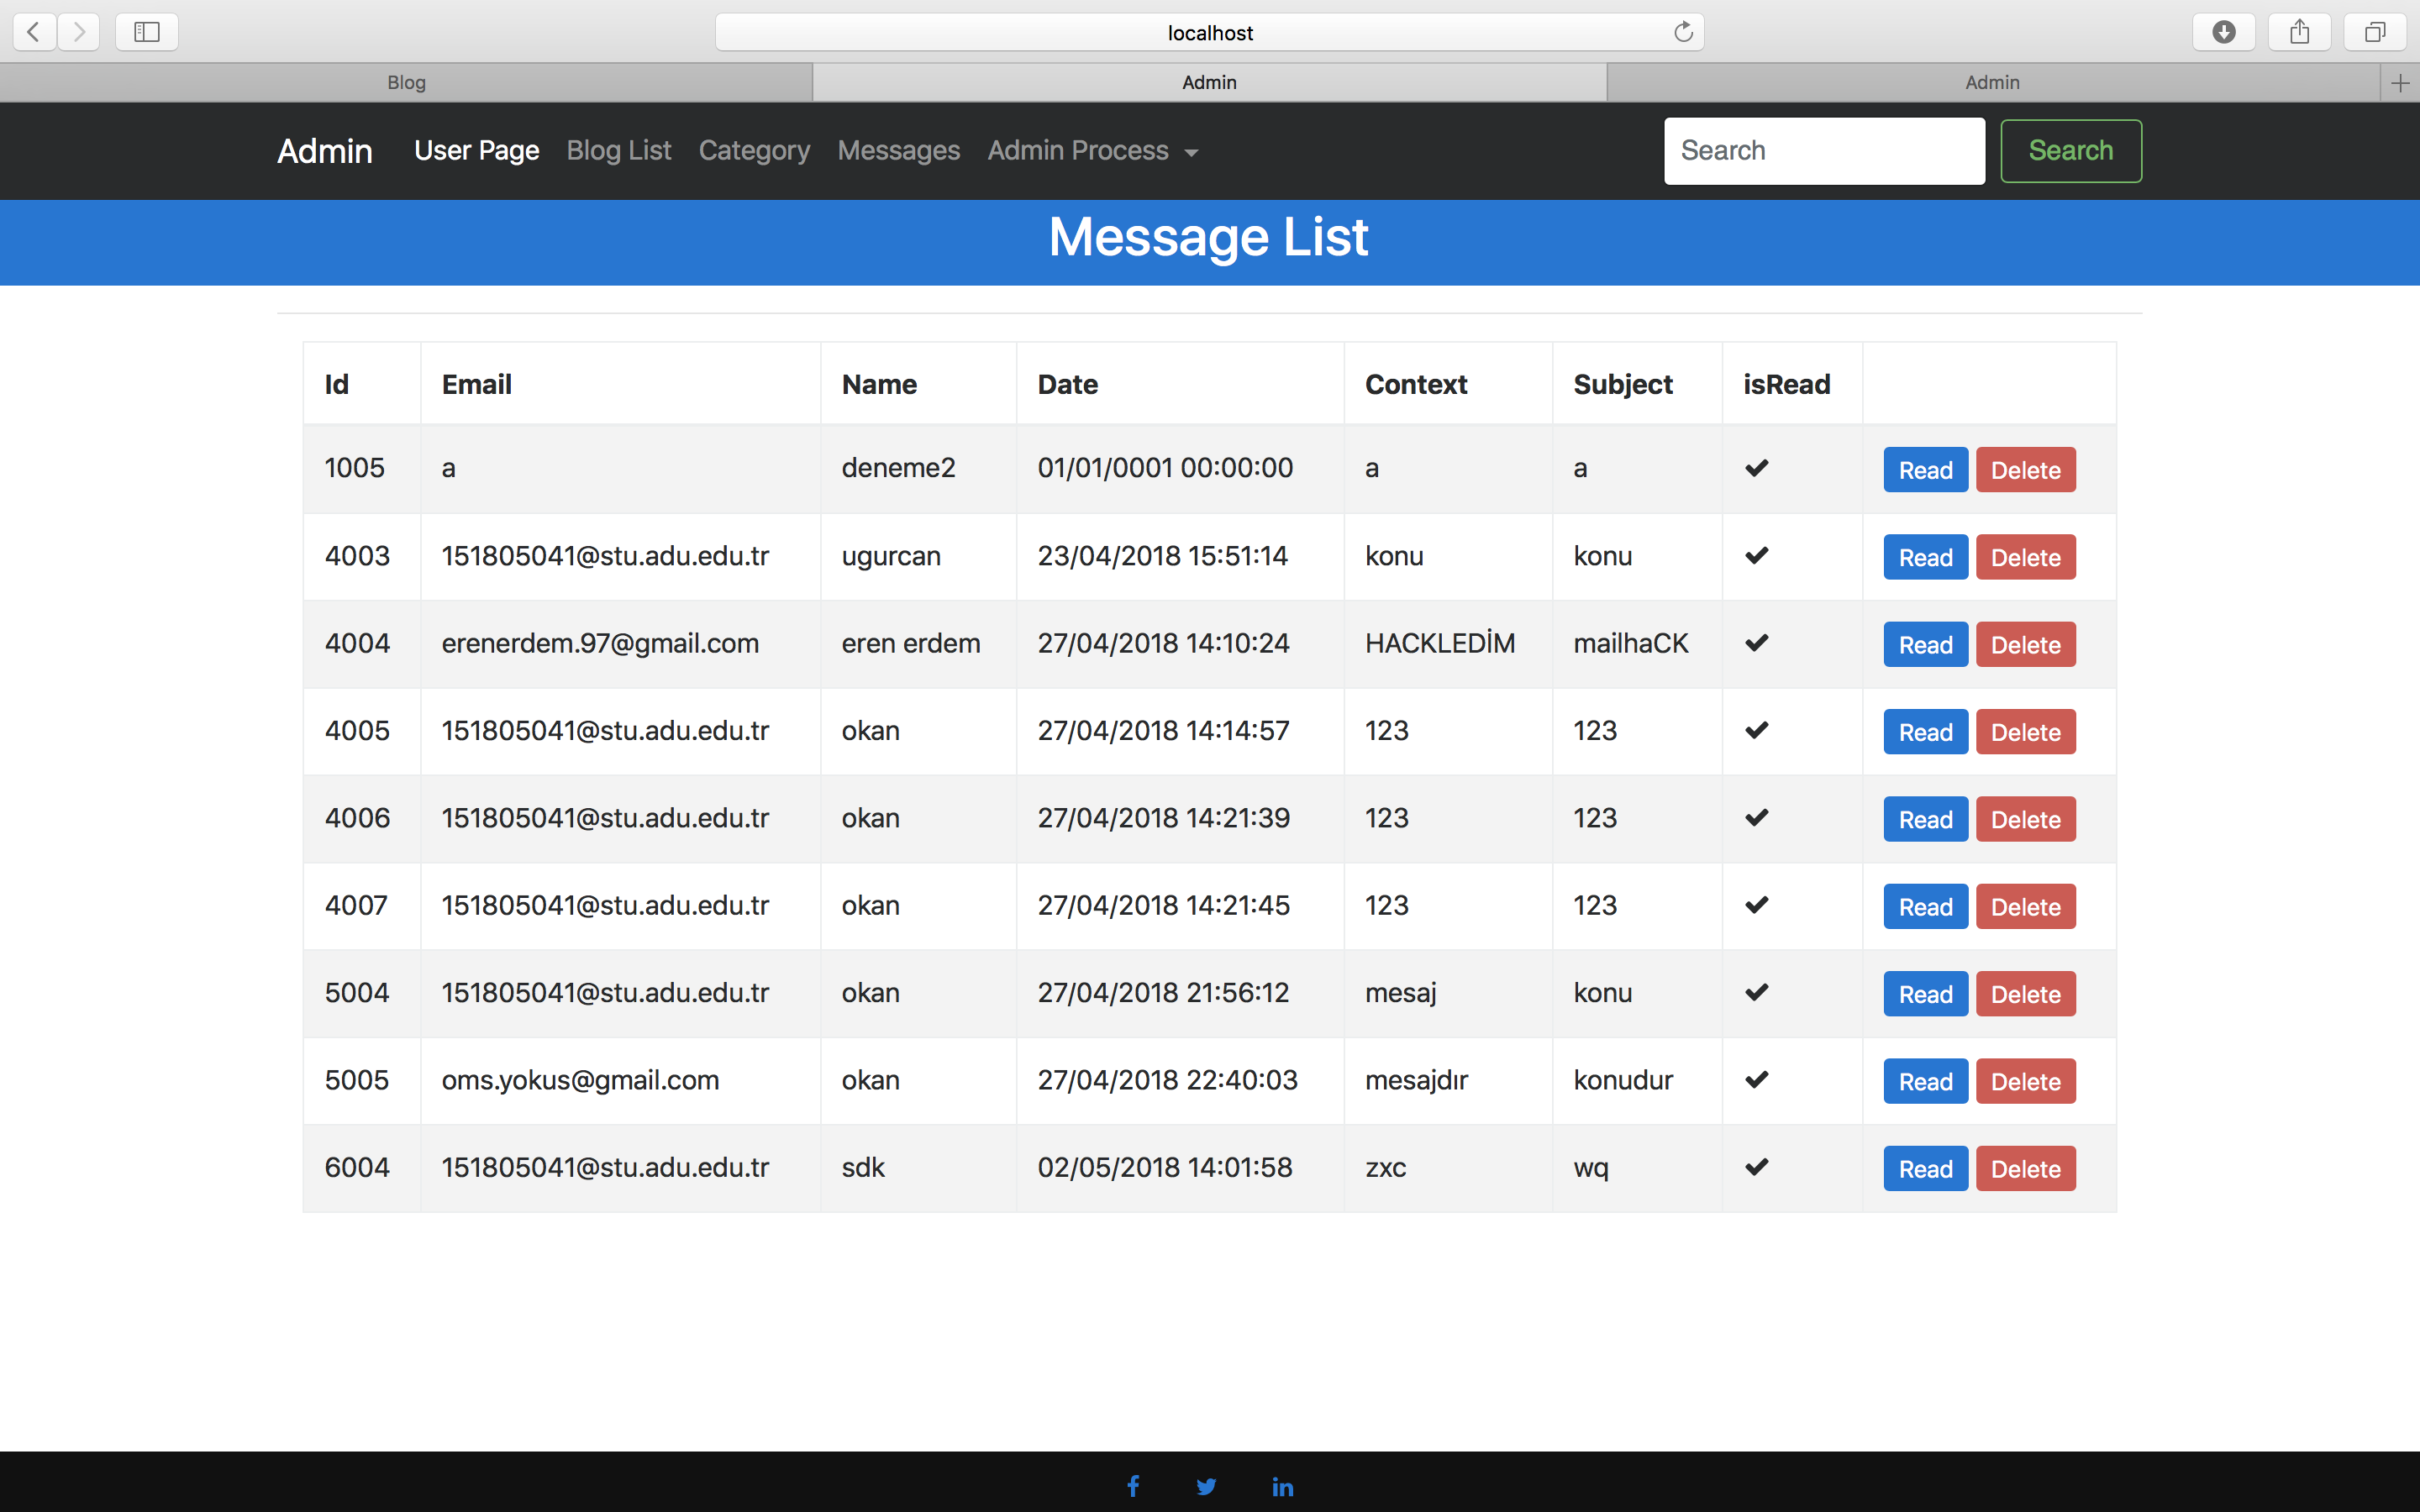 localhost
Blog Admin Admin
Admin User Page Blog List Category Messages Admin Process Search Search
Message List
Id Email Name Date Context Subject isRead
1005 a deneme2 01/01/0001 00:00:00 a a Read Delete
4003 151805041@stu.adu.edu.tr ugurcan 23/04/2018 15:51:14 konu konu Read Delete
4004 erenerdem.97@gmail.com eren erdem 27/04/2018 14:10:24 HACKLEDİM mailhaCK Read Delete
4005 151805041@stu.adu.edu.tr okan 27/04/2018 14:14:57 123 123 Read Delete
4006 151805041@stu.adu.edu.tr okan 27/04/2018 14:21:39 123 123 Read Delete
4007 151805041@stu.adu.edu.tr okan 27/04/2018 14:21:45 123 123 Read Delete
5004 151805041@stu.adu.edu.tr okan 27/04/2018 21:56:12 mesaj konu Read Delete
5005 oms.yokus@gmail.com okan 27/04/2018 22:40:03 mesajdır konudur Read Delete
6004 151805041@stu.adu.edu.tr sdk 02/05/2018 14:01:58 zxc wq Read Delete